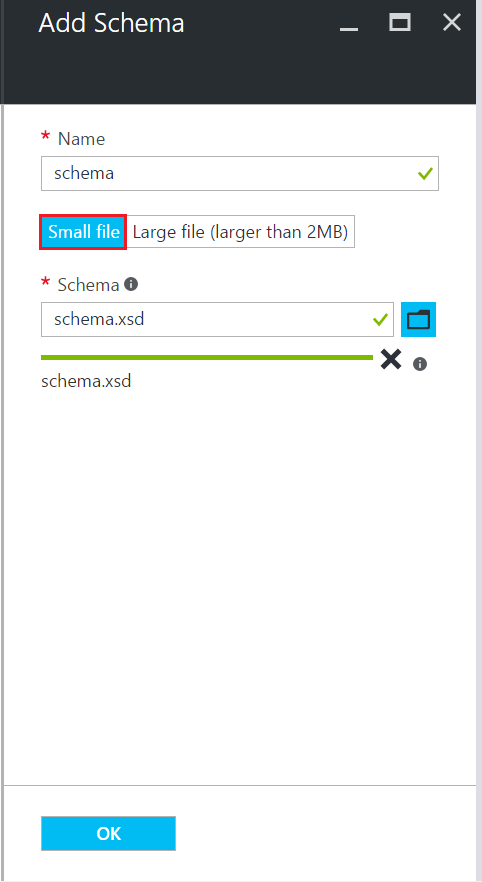 Add Schema
* Name
schema
Small file Large file (larger than 2MB)
* Schema
schema.xsd
schema.xsd
OK